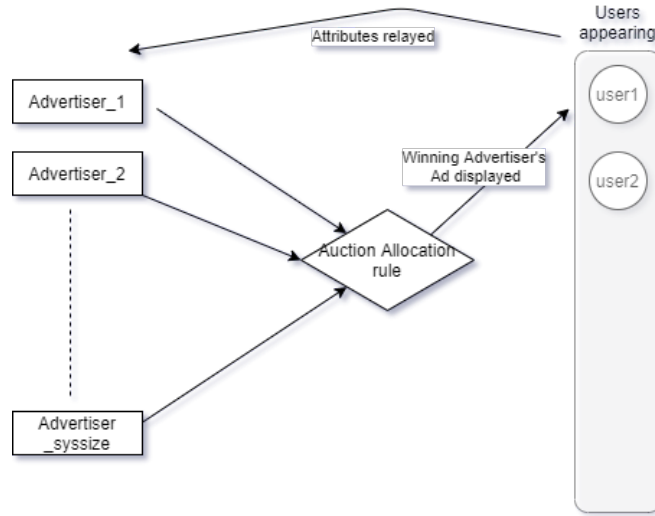 Users
appearing
Attributes relayed
Advertiser_1
user1
Winning Advertiser's
Ad displayed
Advertiser_2
user2
Auction Allocation
rule
Advertiser
_syssize